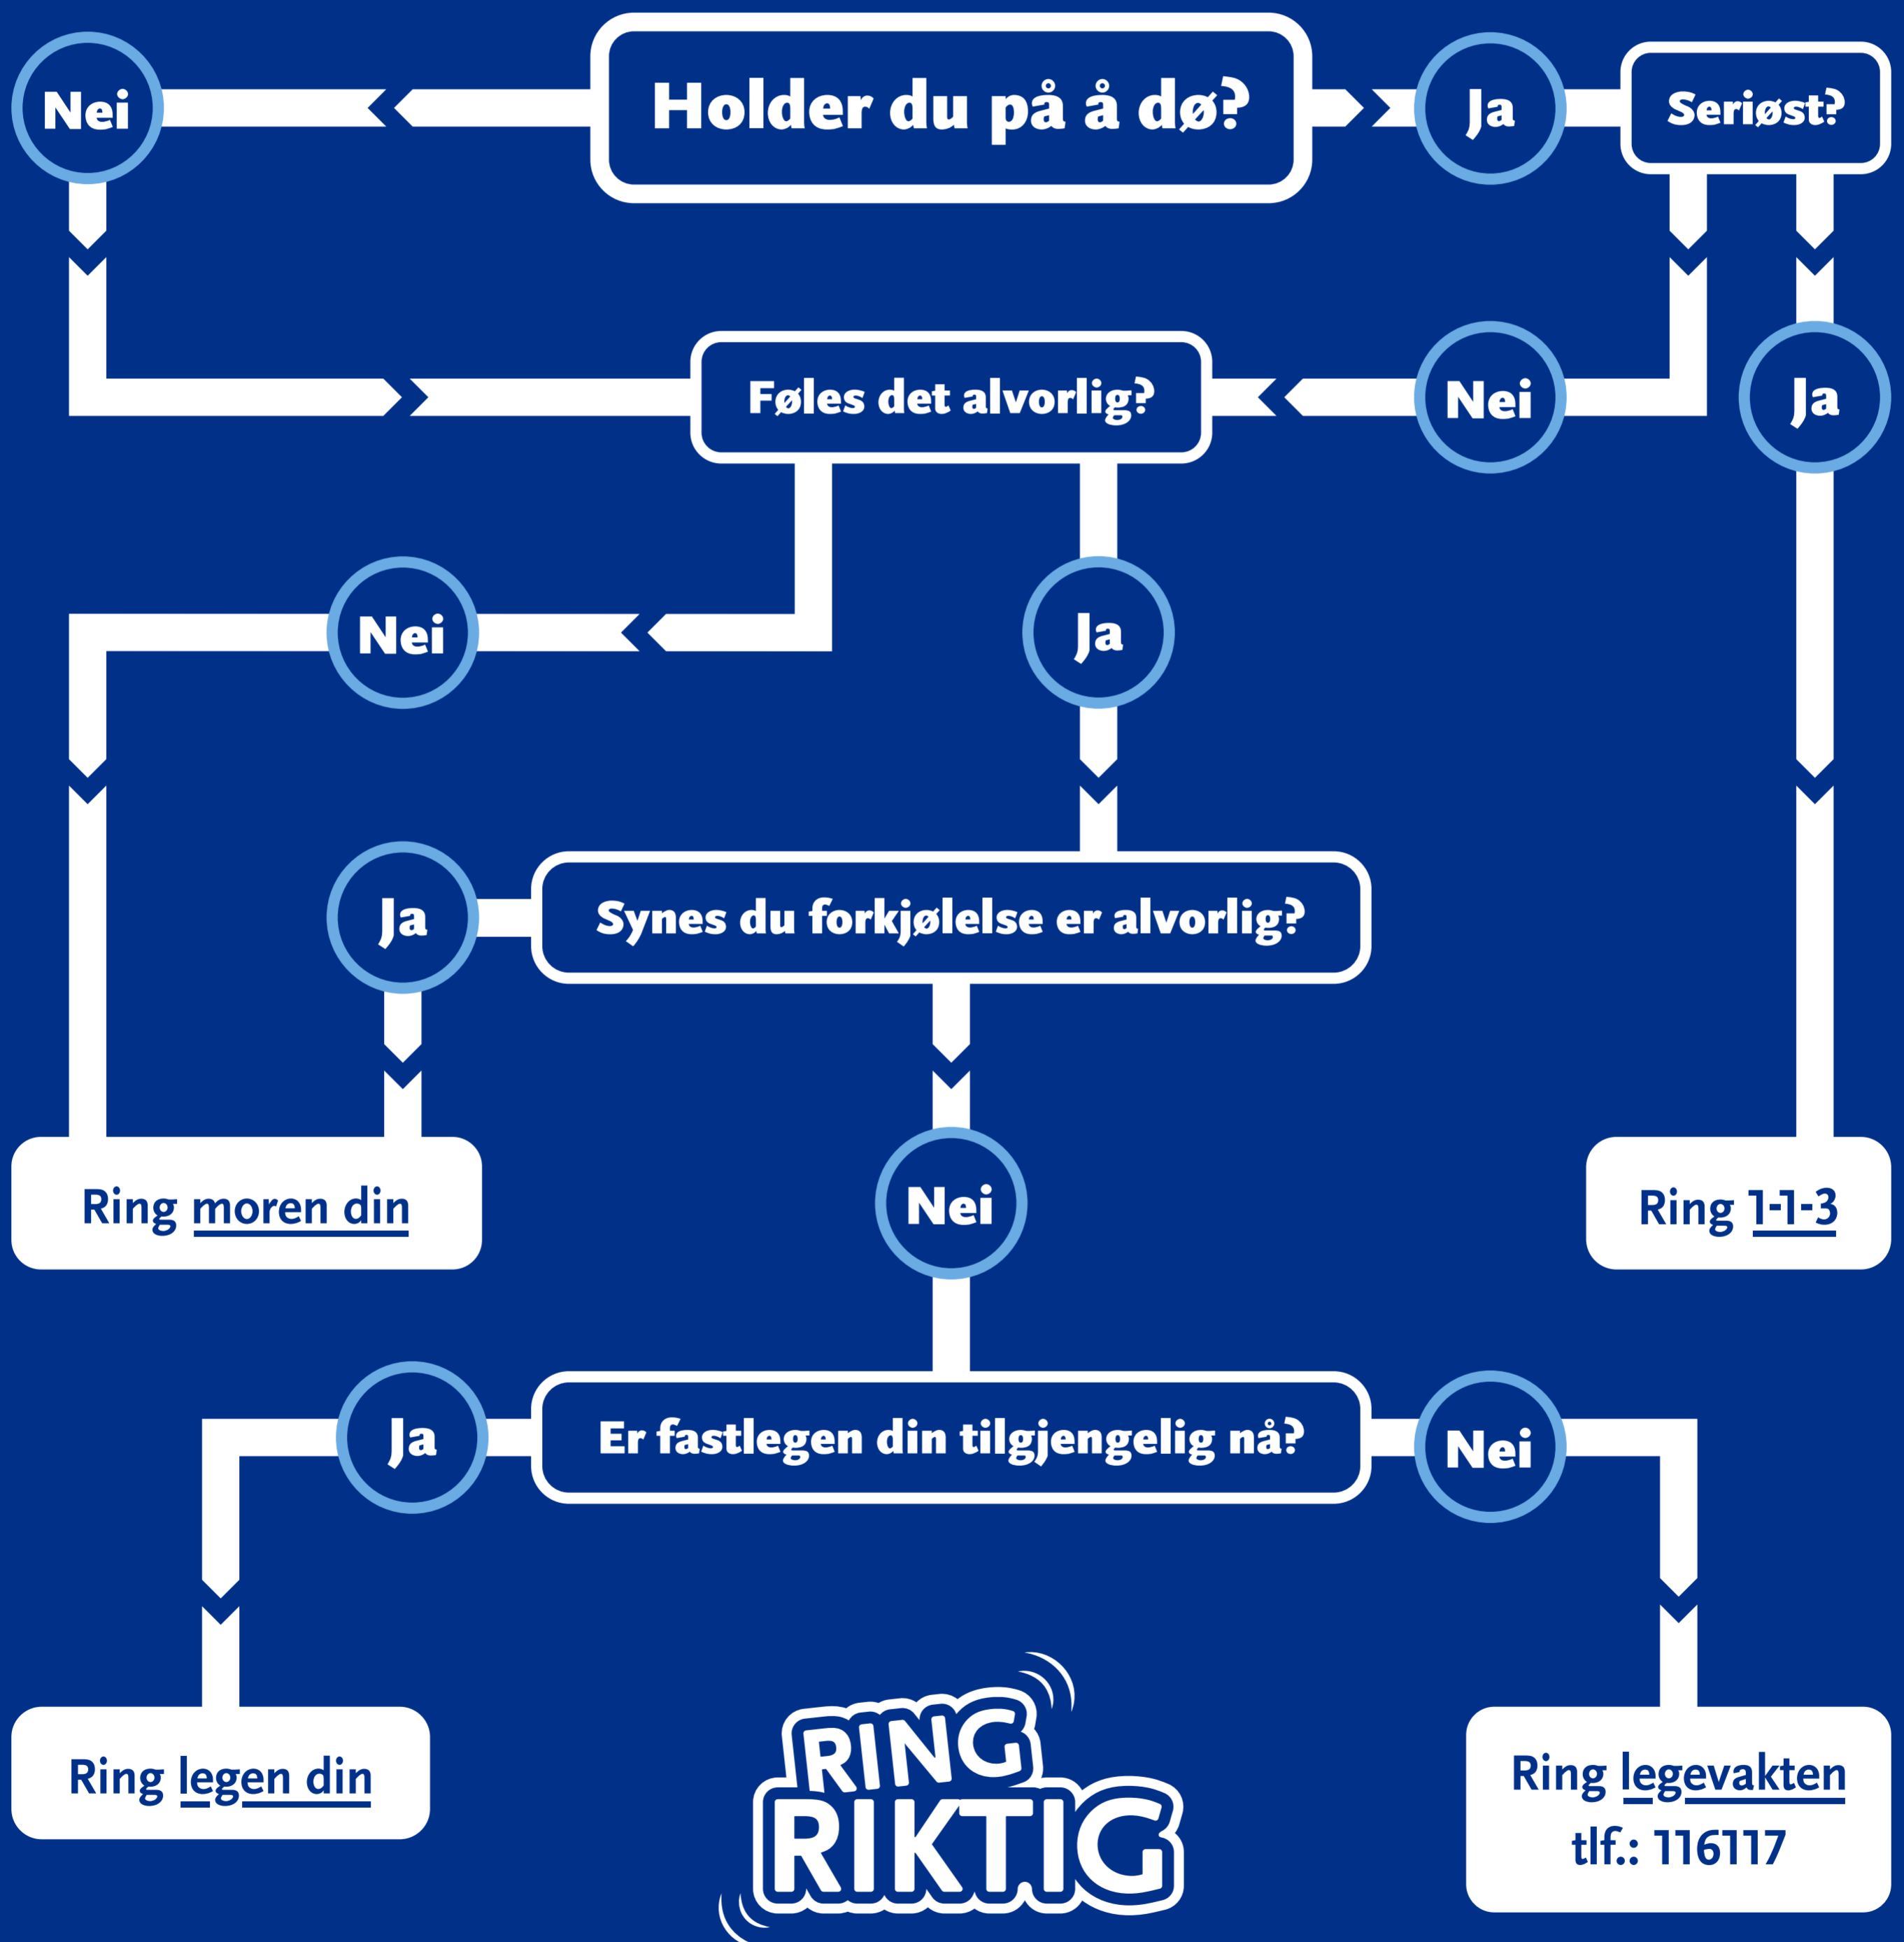 Nei
Holder du på å dø?
Ja
Seriøst?
Føles det alvorlig?
Nei
Ja
Nei
Ja
Ja
Synes du forkjølelse er alvorlig?
Ring moren din
Nei
Ring 1-1-3
Ja
Er fastlegen din tilgjengelig nå?
Nei
Ring legen din
RING
RIKTIG
Ring legevakten
tlf.: 116117